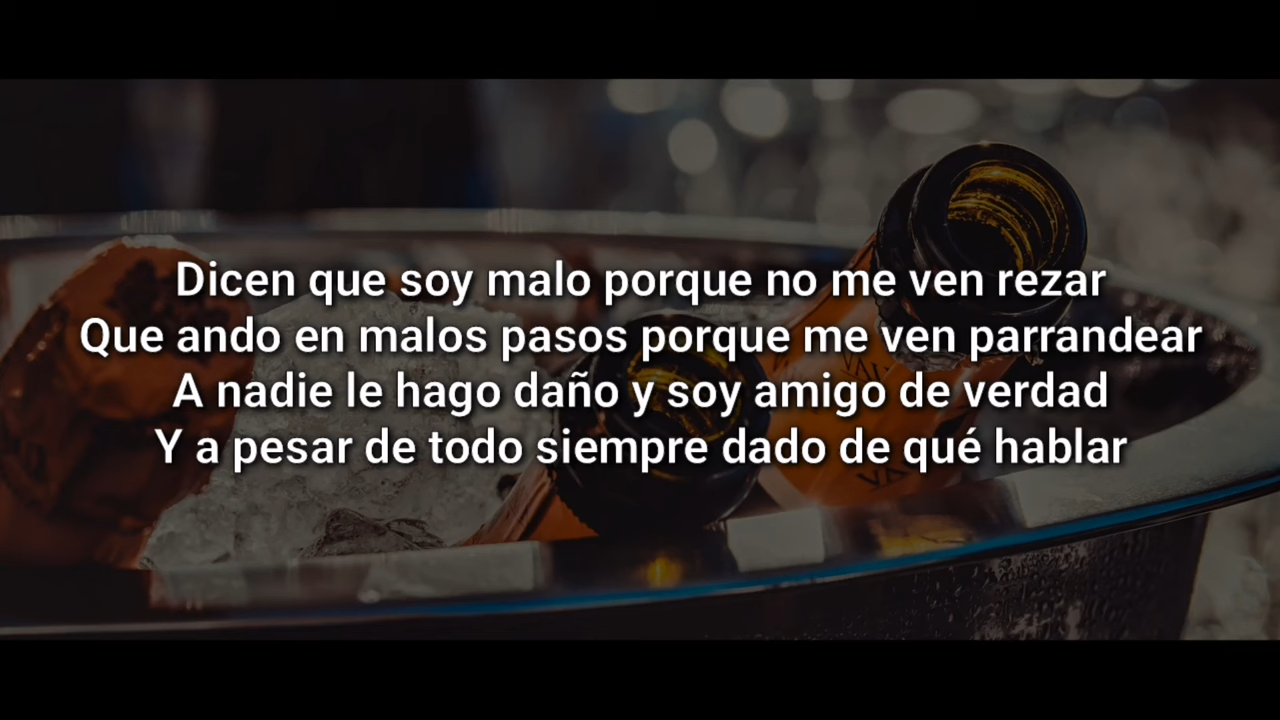 Dicen que soy malo porque no me ven rezar
Que ando en malos pasos porque me ven parrandear
A nadie le hago daño y soy amigo de verdad
Y a pesar de todo siempre dado de qué hablar